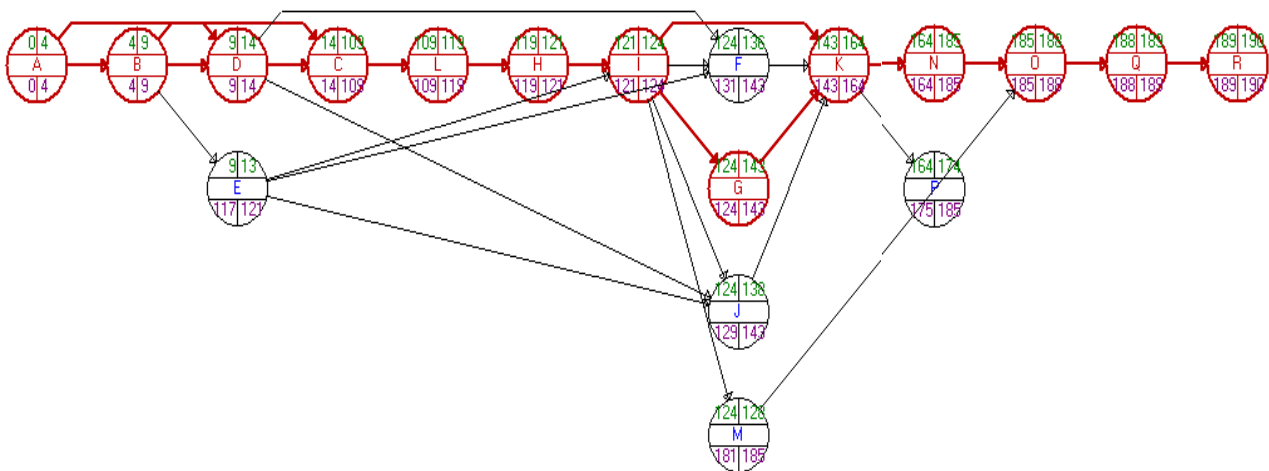 0 4 4 9 9 14 14 109 109 119 119 121 121 124 124 136 143 164 164 185 185 188 188 189 189 190
A B D C L H I F K N O Q R
0 4 4 9 9 14 14 109 109 119 119 121 121 124 131 143 143 164 164 185 185 188 188 189 189 190
9 13 124 143 164 174
E G P
117 121 124 143 175 185
124 138
J
129 143
124 128
M
181 185